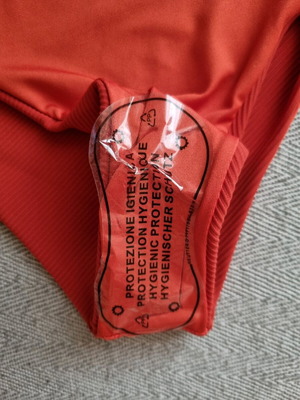 PROTEZIONE IGIENICA
PROTECTION HYGIENIQUE
HYGIENIC PROTECTION
HYGIENISCHER SCHUTZ